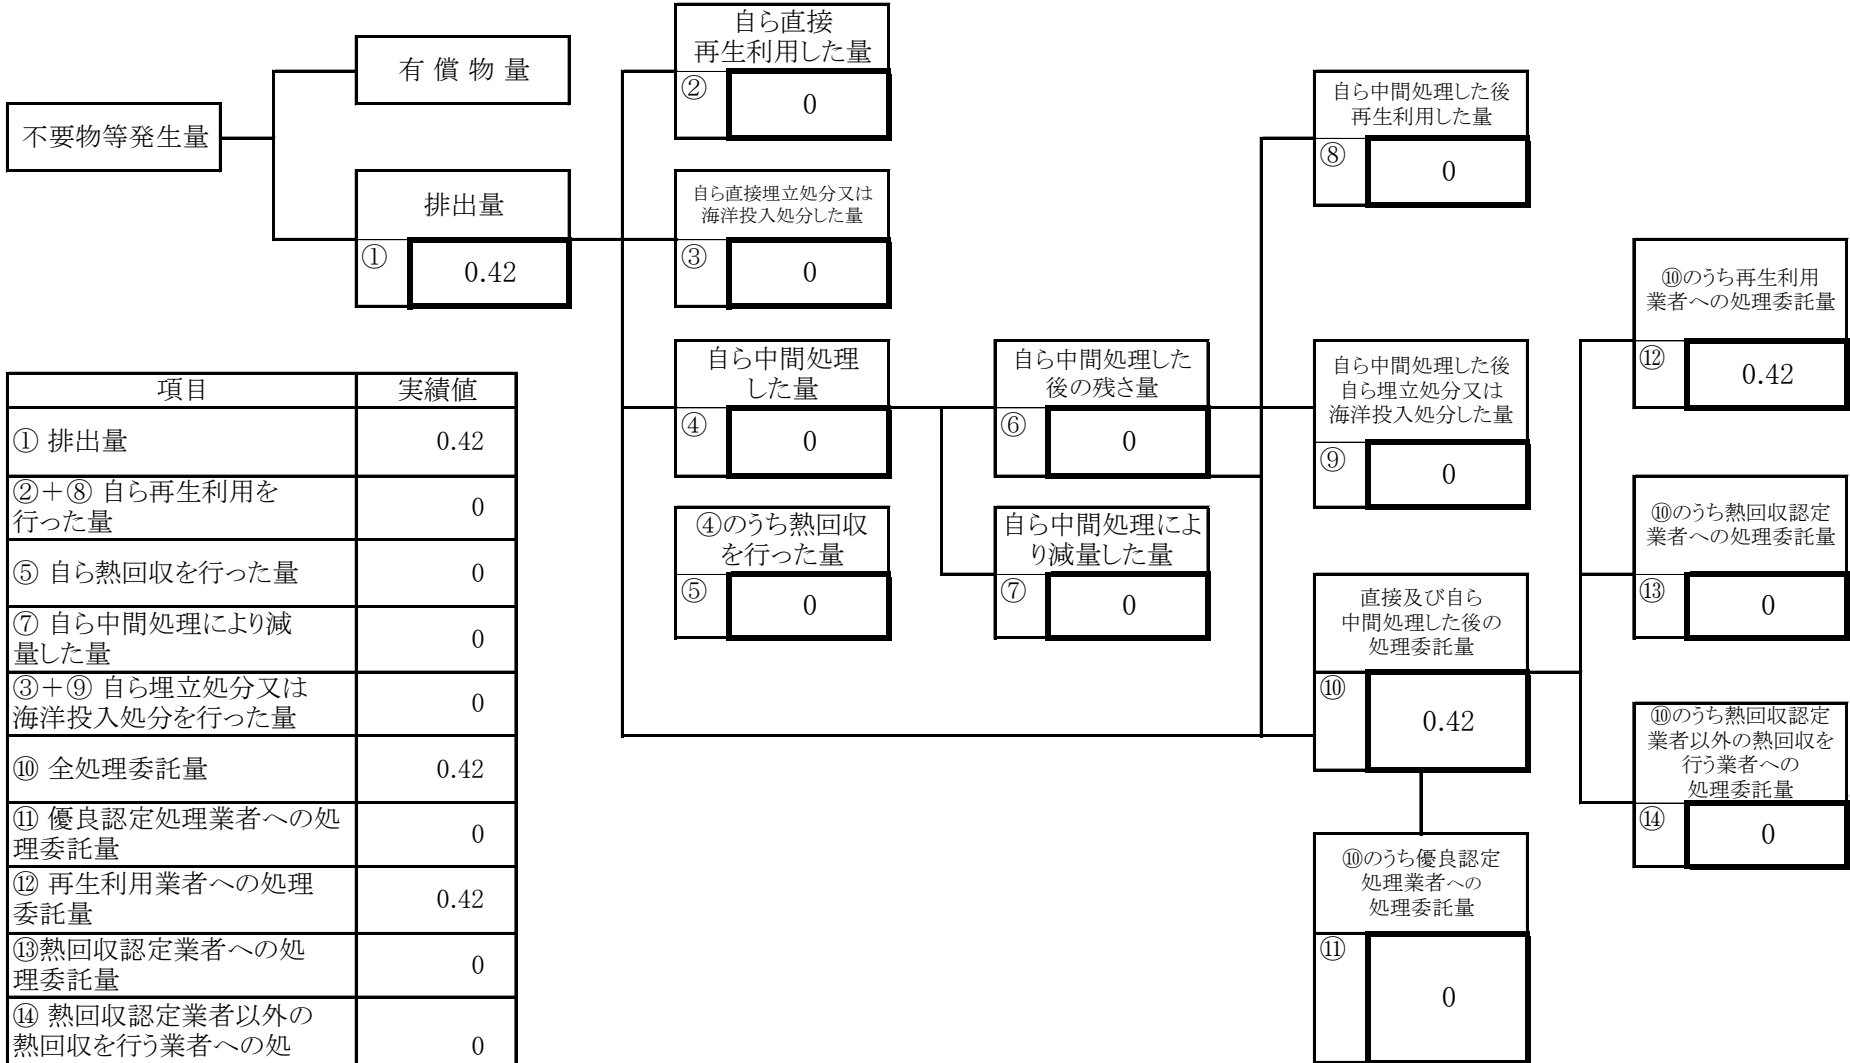 不要物等発生量
有 償 物 量
排出量
①
0.42
自ら直接
再生利用した量
②
0
自ら直接埋立処分又は
海洋投入処分した量
③
0
自ら中間処理
した量
④
0
④のうち熱回収
を行った量
⑤
0
自ら中間処理した
後の残さ量
⑥
0
自ら中間処理によ
り減量した量
⑦
0
自ら中間処理した後
再生利用した量
⑧
0
自ら中間処理した後
自ら埋立処分又は
海洋投入処分した量
⑨
0
直接及び自ら
中間処理した後の
処理委託量
⑩
0.42
⑩のうち優良認定
処理業者への
処理委託量
⑪
0
⑩のうち再生利用
業者への処理委託量
⑫
0.42
⑩のうち熱回収認定
業者への処理委託量
⑬
0
⑩のうち熱回収認定
業者以外の熱回収を
行う業者への
処理委託量
⑭
0
項目 実績値
① 排出量 0.42
②＋⑧ 自ら再生利用を
行った量 0
⑤ 自ら熱回収を行った量 0
⑦ 自ら中間処理により減
量した量 0
③＋⑨ 自ら埋立処分又は
海洋投入処分を行った量 0
⑩ 全処理委託量 0.42
⑪ 優良認定処理業者への処
理委託量 0
⑫ 再生利用業者への処理
委託量 0.42
⑬熱回収認定業者への処
理委託量 0
⑭ 熱回収認定業者以外の
熱回収を行う業者への処 0